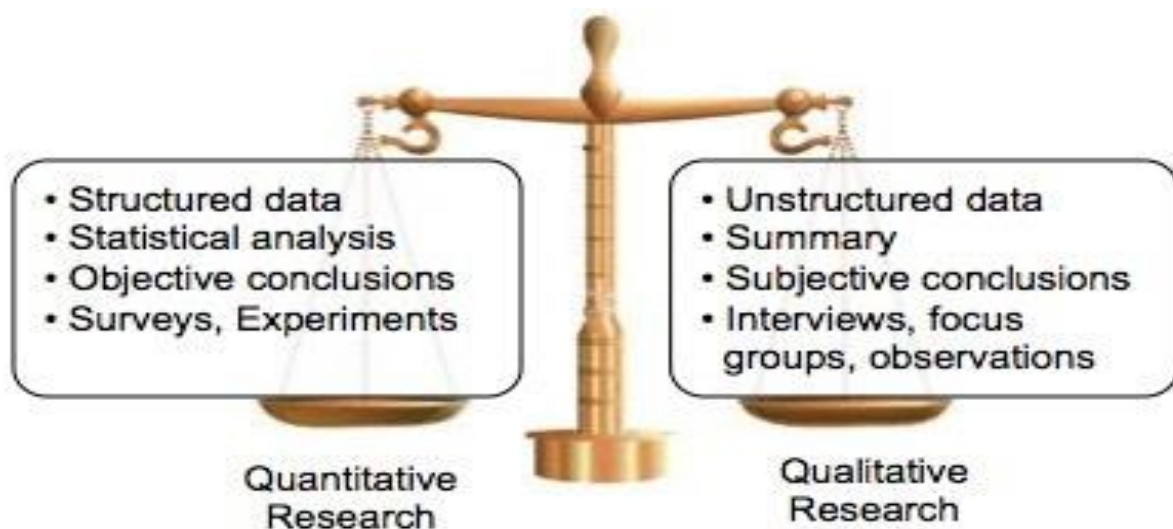 • Structured data
• Statistical analysis
• Objective conclusions
• Surveys, Experiments
Quantitative
Research
• Unstructured data
• Summary
• Subjective conclusions
• Interviews, focus
groups, observations
Qualitative
Research